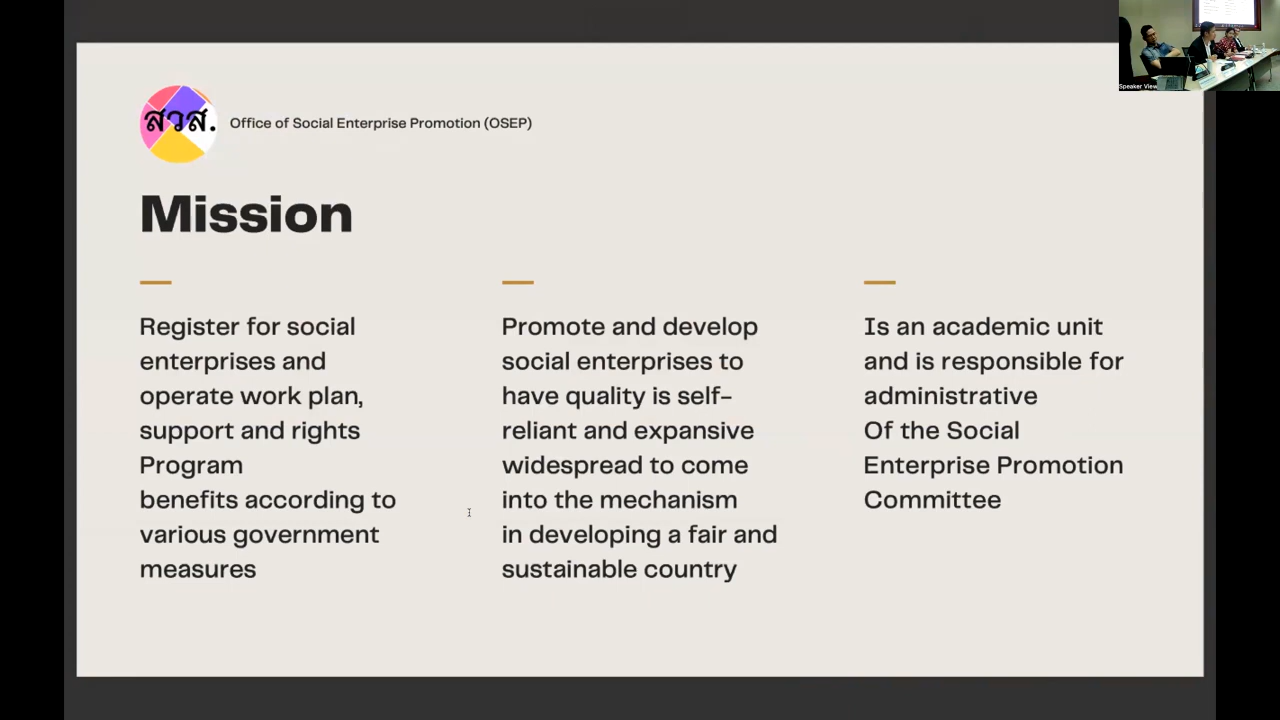 สวส.
Office of Social Enterprise Promotion (OSEP)
Mission
Register for social
enterprises and
operate work plan,
support and rights
Program
benefits according to
various government
measures
Promote and develop
social enterprises to
have quality is self-
reliant and expansive
widespread to come
into the mechanism
in developing a fair and
sustainable country
Is an academic unit
and is responsible for
administrative
Of the Social
Enterprise Promotion
Committee
Speaker View